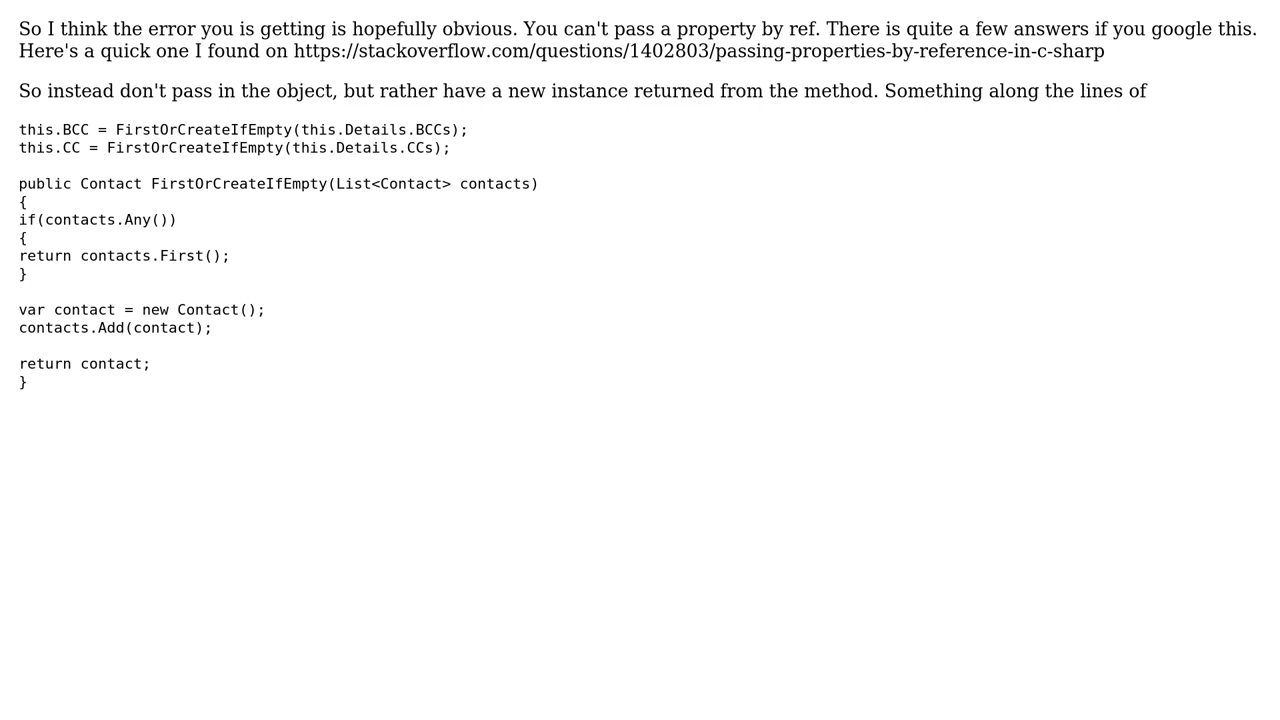 So I think the error you is getting is hopefully obvious. You can't pass a property by ref. There is quite a few answers if you google this.
Here's a quick one I found on https://stackoverflow.com/questions/1402803/passing-properties-by-reference-in-c-sharp
So instead don't pass in the object, but rather have a new instance returned from the method. Something along the lines of
this.BCC = FirstOrCreateIfEmpty(this.Details.BCCs);
this.CC = FirstOrCreateIfEmpty(this.Details.CCs);
public Contact FirstOrCreateIfEmpty(List<Contact> contacts)
{
if(contacts.Any())
{
return contacts.First();
}
var contact = new Contact();
contacts.Add(contact);
return contact;
}